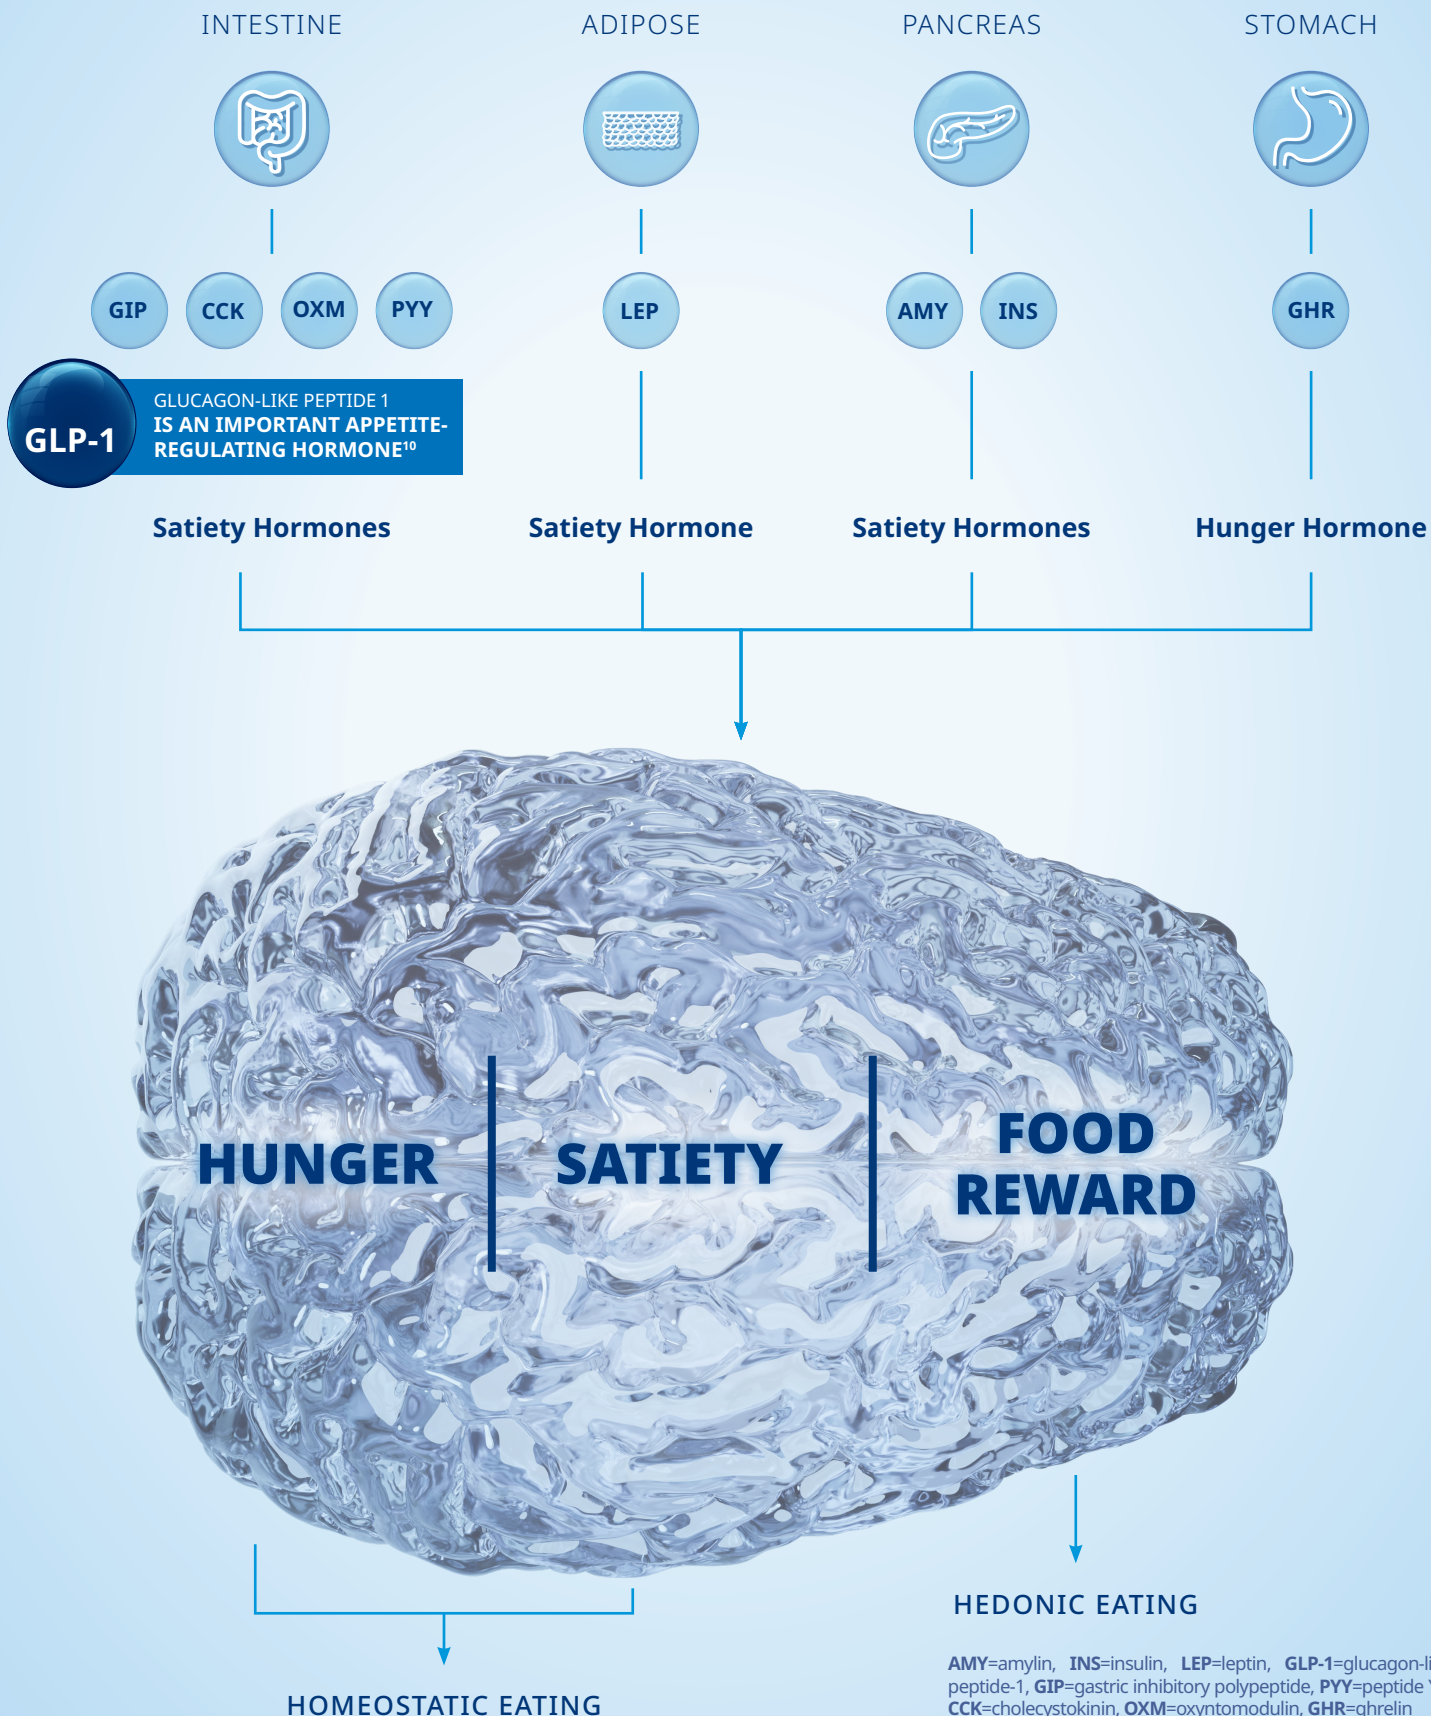 INTESTINE
ADIPOSE
PANCREAS
STOMACH
GIP
CCK
OXM
PYY
LEP
AMY
INS
GHR
GLP-1
GLUCAGON-LIKE PEPTIDE 1
IS AN IMPORTANT APPETITE-
REGULATING HORMONE10
Satiety Hormones
Satiety Hormone
Satiety Hormones
Hunger Hormone
HUNGER
SATIETY
FOOD
REWARD
HEDONIC EATING
HOMEOSTATIC EATING
AMY=amylin, INS=insulin, LEP=leptin, GLP-1=glucagon-li
peptide-1, GIP=gastric inhibitory polypeptide, PYY=peptide
CCK=cholecystokinin, OXM=oxyntomodulin, GHR=ghrelin